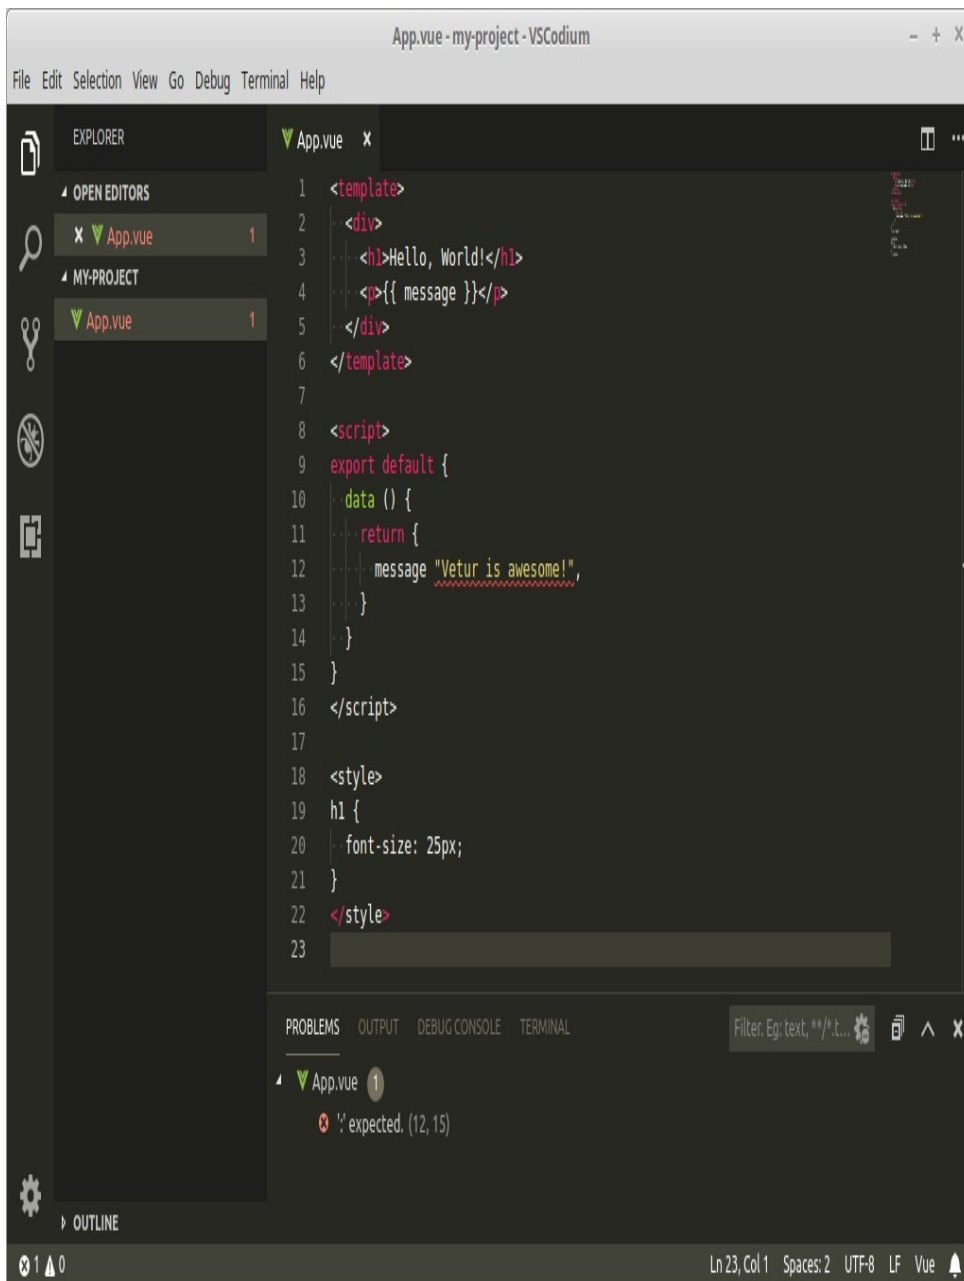 App.vue - my-project - VSCodium
File Edit Selection View Go Debug Terminal Help
EXPLORER
OPEN EDITORS
App.vue 1
MY-PROJECT
App.vue 1
OUTLINE
App.vue
1 <template>
2 <div>
3 <h1>Hello, World!</h1>
4 <p>{{ message }}</p>
5 </div>
6 </template>
7
8 <script>
9 export default {
10 data () {
11 return {
12 message "Vetur is awesome!",
13 }
14 }
15 }
16 </script>
17
18 <style>
19 h1 {
20 font-size: 25px;
21 }
22 </style>
23
PROBLEMS OUTPUT DEBUG CONSOLE TERMINAL Filter. Eg: text, **/*.t...
App.vue 1
':' expected. (12, 15)
1 0 Ln 23, Col 1 Spaces: 2 UTF-8 LF Vue